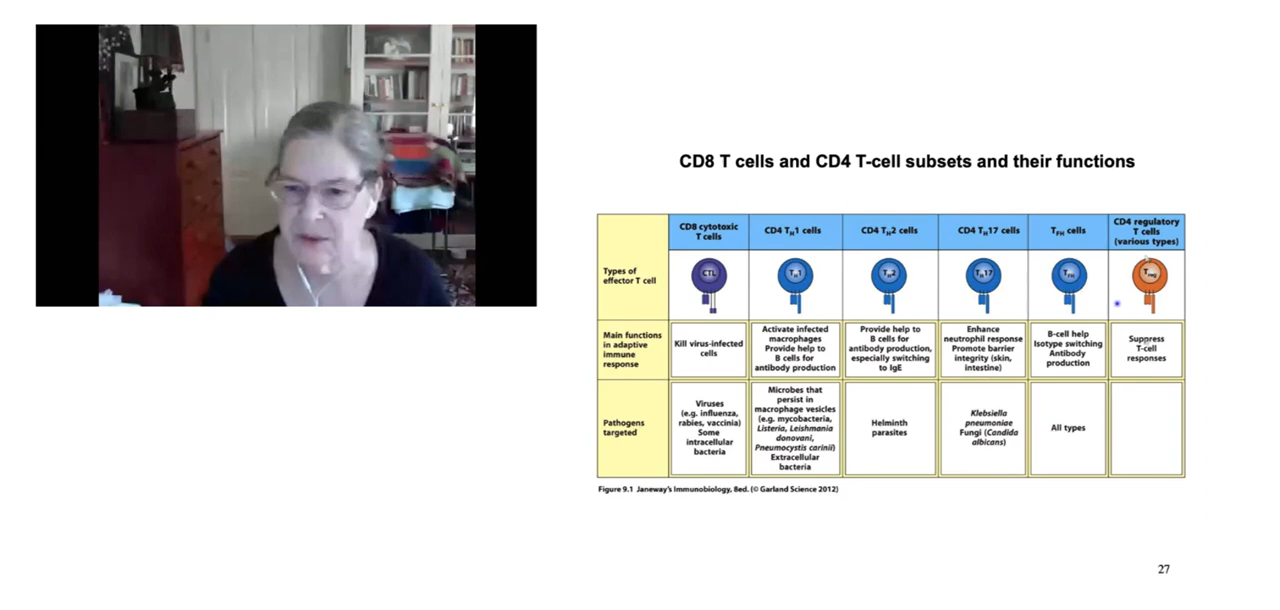 CD8 T cells and CD4 T-cell subsets and their functions
CD8 cytotoxic
T cells
CD4 TH1 cells
CD4 TH2 cells
CD4 TH17 cells
TFH cells
CD4 regulatory
T cells
(various types)
Types of
effector T cell
CTL
TH1
TH2
TH17
TFH
Treg
Main functions
in adaptive
immune
response
Kill virus-infected
cells
Activate infected
macrophages
Provide help to
B cells for
antibody production
Provide help to
B cells for
antibody production,
especially switching
to IgE
Enhance
neutrophil response
Promote barrier
integrity (skin,
intestine)
B-cell help
Isotype switching
Antibody
production
Suppress
T-cell
responses
Pathogens
targeted
Viruses
(e.g. influenza,
rabies, vaccinia)
Some
intracellular
bacteria
Microbes that
persist in
macrophage vesicles
(e.g. mycobacteria,
Listeria, Leishmania
donovani,
Pneumocystis carinii)
Extracellular
bacteria
Helminth
parasites
Klebsiella
pneumoniae
Fungi (Candida
albicans)
All types
Figure 9.1 Janeway's Immunobiology, 8ed. (© Garland Science 2012)
27